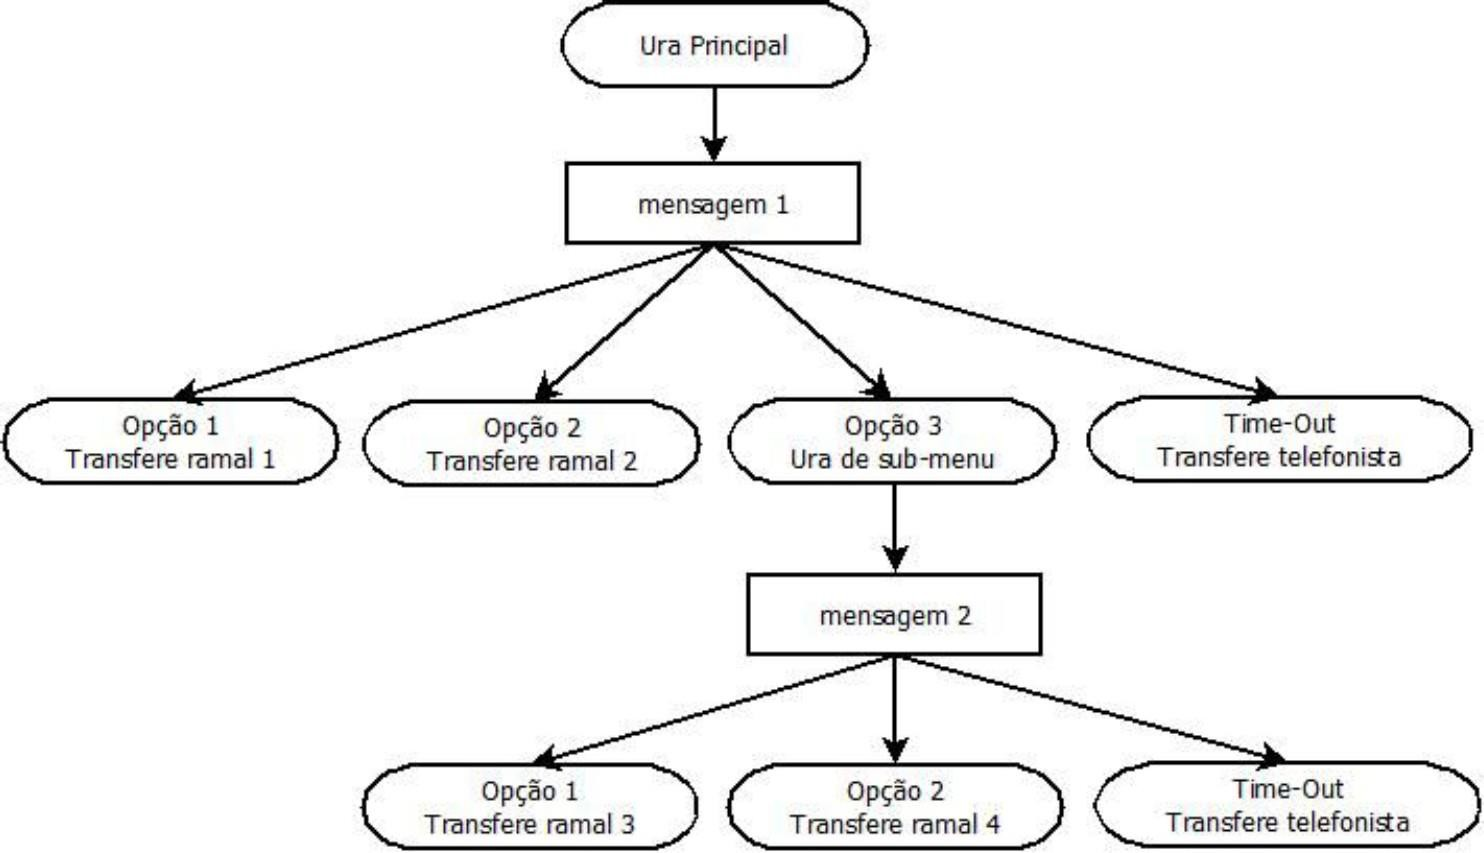 Ura Principal
mensagem 1
Opção 1
Transfere ramal 1
Opção 2
Transfere ramal 2
Opção 3
Ura de sub-menu
Time-Out
Transfere telefonista
mensagem 2
Opção 1
Transfere ramal 3
Opção 2
Transfere ramal 4
Time-Out
Transfere telefonista